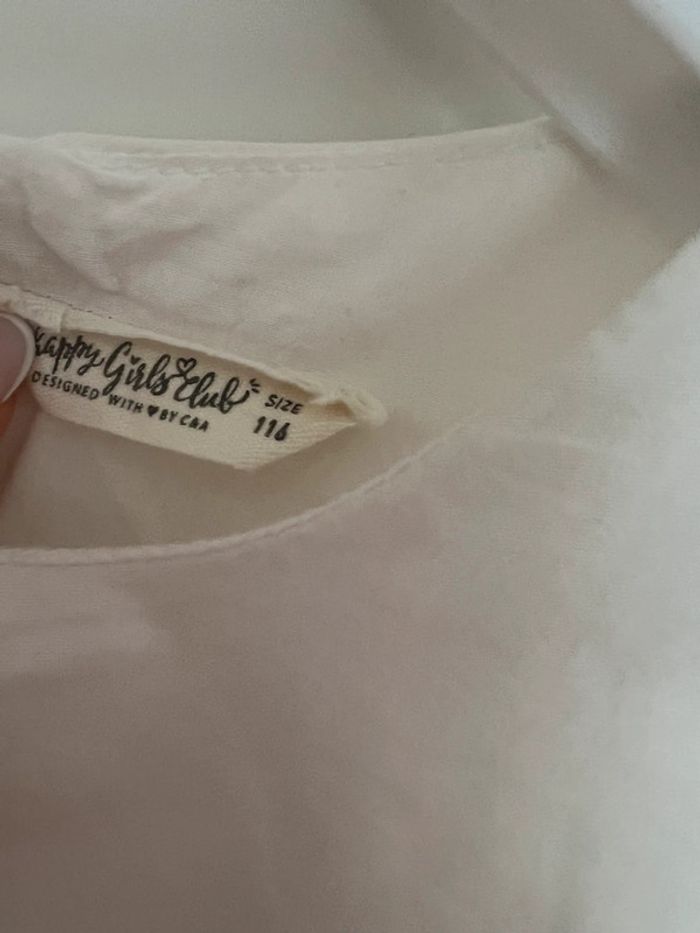 Happy Girls Club
DESIGNED WITH ♥ BY C&A
SIZE
116